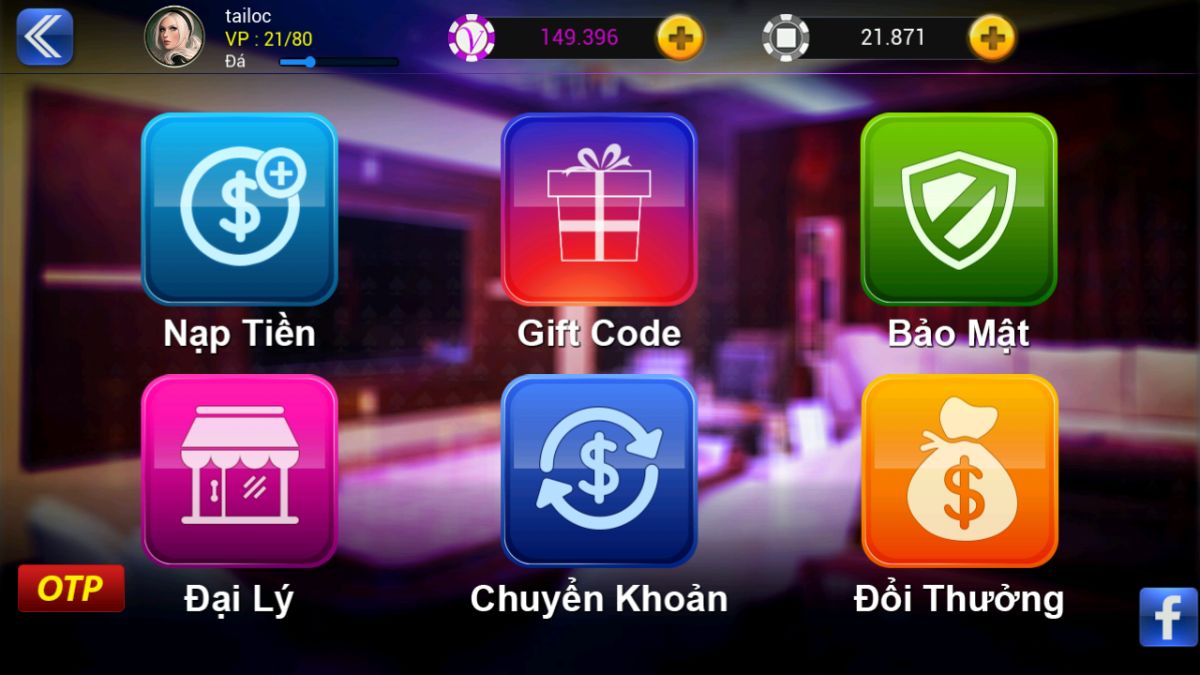 tailoc
VP : 21/80
Đá
V
149.396
21.871
Nạp Tiền
Gift Code
Bảo Mật
Đại Lý
Chuyển Khoản
Đổi Thưởng
OTP
f